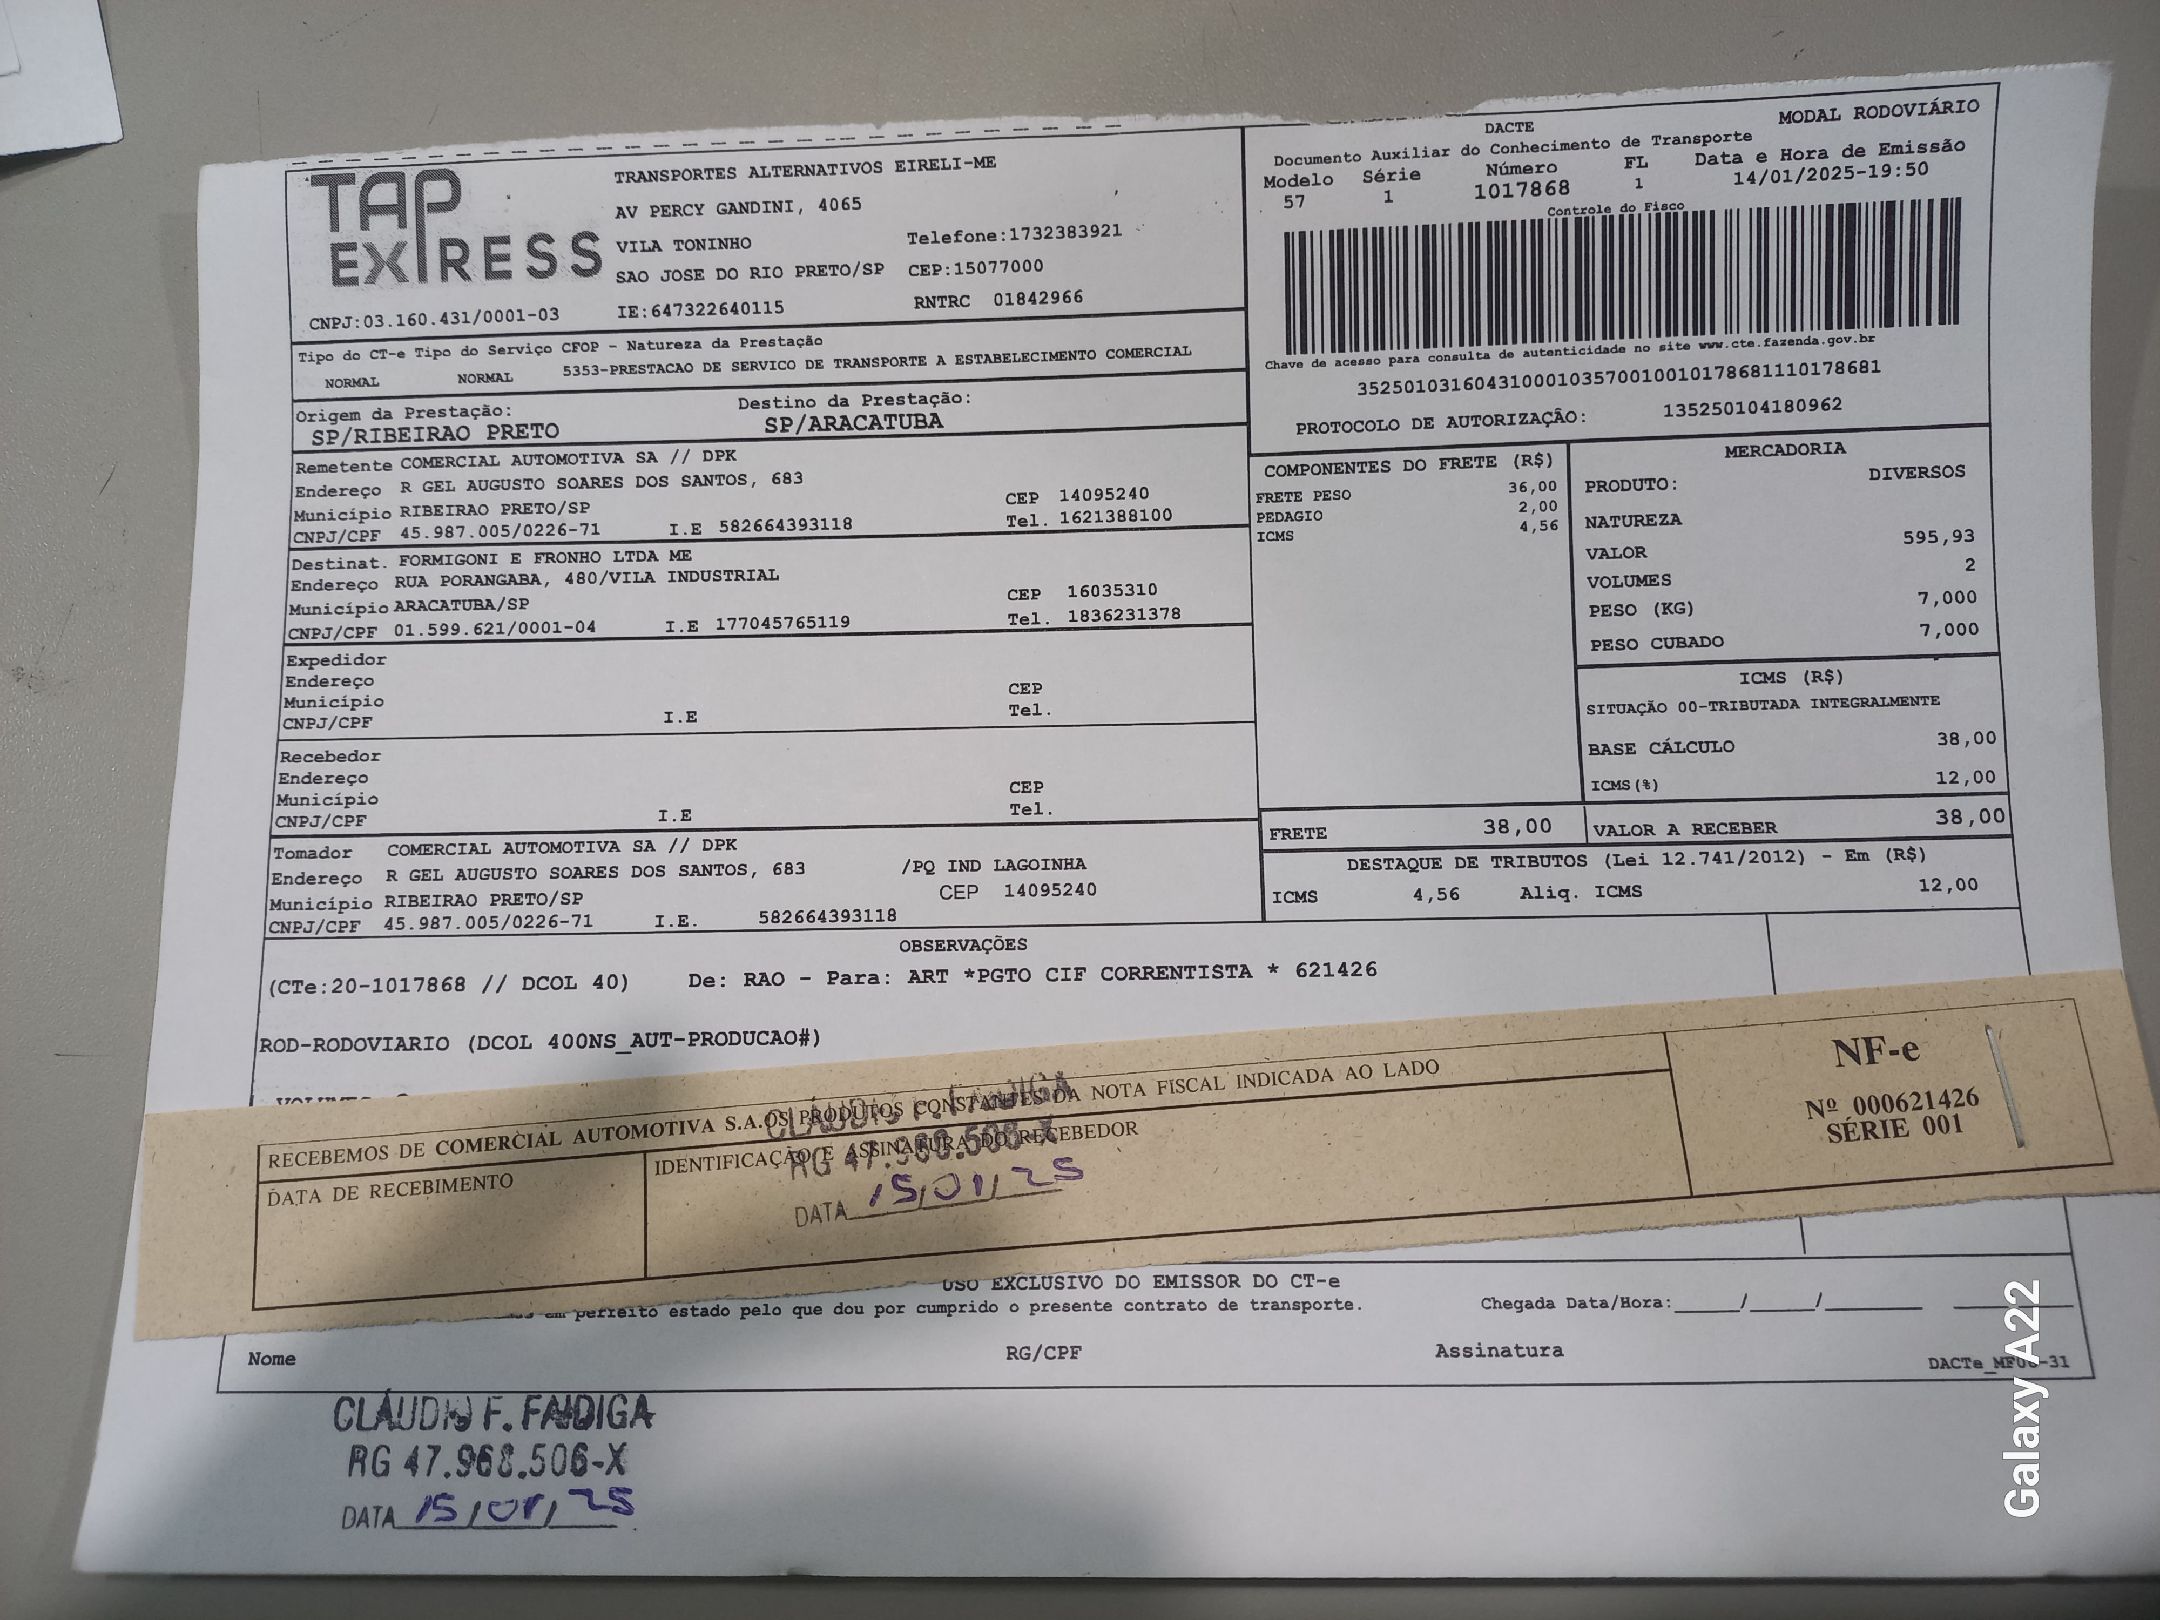 TAP EXPRESS
TRANSPORTES ALTERNATIVOS EIRELI-ME
AV PERCY GANDINI, 4065
VILA TONINHO Telefone:1732383921
SAO JOSE DO RIO PRETO/SP CEP:15077000
CNPJ:03.160.431/0001-03 IE:647322640115 RNTRC 01842966
MODAL RODOVIÁRIO
DACTE
Documento Auxiliar do Conhecimento de Transporte
Modelo Série Número FL Data e Hora de Emissão
57 1 1017868 1 14/01/2025-19:50
Controle do Fisco
Chave de acesso para consulta de autenticidade no site www.cte.fazenda.gov.br
35250103160431000103570010010178681110178681
PROTOCOLO DE AUTORIZAÇÃO: 135250104180962
Tipo do CT-e Tipo do Serviço CFOP - Natureza da Prestação
NORMAL NORMAL 5353-PRESTACAO DE SERVICO DE TRANSPORTE A ESTABELECIMENTO COMERCIAL
Origem da Prestação: Destino da Prestação:
SP/RIBEIRAO PRETO SP/ARACATUBA
Remetente COMERCIAL AUTOMOTIVA SA // DPK
Endereço R GEL AUGUSTO SOARES DOS SANTOS, 683
Município RIBEIRAO PRETO/SP CEP 14095240
CNPJ/CPF 45.987.005/0226-71 I.E 582664393118 Tel. 1621388100
Destinat. FORMIGONI E FRONHO LTDA ME
Endereço RUA PORANGABA, 480/VILA INDUSTRIAL
Município ARACATUBA/SP CEP 16035310
CNPJ/CPF 01.599.621/0001-04 I.E 177045765119 Tel. 1836231378
Expedidor
Endereço
Município CEP
CNPJ/CPF I.E Tel.
Recebedor
Endereço
Município CEP
CNPJ/CPF I.E Tel.
Tomador COMERCIAL AUTOMOTIVA SA // DPK
Endereço R GEL AUGUSTO SOARES DOS SANTOS, 683 /PQ IND LAGOINHA
Município RIBEIRAO PRETO/SP CEP 14095240
CNPJ/CPF 45.987.005/0226-71 I.E. 582664393118
COMPONENTES DO FRETE (R$)
FRETE PESO 36,00
PEDAGIO 2,00
ICMS 4,56
MERCADORIA
PRODUTO: DIVERSOS
NATUREZA
VALOR 595,93
VOLUMES 2
PESO (KG) 7,000
PESO CUBADO 7,000
ICMS (R$)
SITUAÇÃO 00-TRIBUTADA INTEGRALMENTE
BASE CÁLCULO 38,00
ICMS(%) 12,00
FRETE 38,00 VALOR A RECEBER 38,00
DESTAQUE DE TRIBUTOS (Lei 12.741/2012) - Em (R$)
ICMS 4,56 Aliq. ICMS 12,00
OBSERVAÇÕES
(CTe:20-1017868 // DCOL 40) De: RAO - Para: ART *PGTO CIF CORRENTISTA * 621426
ROD-RODOVIARIO (DCOL 400NS_AUT-PRODUCAO#)
RECEBEMOS DE COMERCIAL AUTOMOTIVA S.A.OS PRODUTOS CONSTANTES DA NOTA FISCAL INDICADA AO LADO
DATA DE RECEBIMENTO
IDENTIFICAÇÃO E ASSINATURA DO RECEBEDOR
CLÁUDIO F. FAIDIGA
RG 47.968.506-X
DATA 15/01/25
NF-e
Nº 000621426
SÉRIE 001
USO EXCLUSIVO DO EMISSOR DO CT-e
em perfeito estado pelo que dou por cumprido o presente contrato de transporte. Chegada Data/Hora:_____/_____/_______
Nome RG/CPF Assinatura
DACTe_MF06-31
CLÁUDIO F. FAIDIGA
RG 47.968.506-X
DATA 15/01/25
Galaxy A22